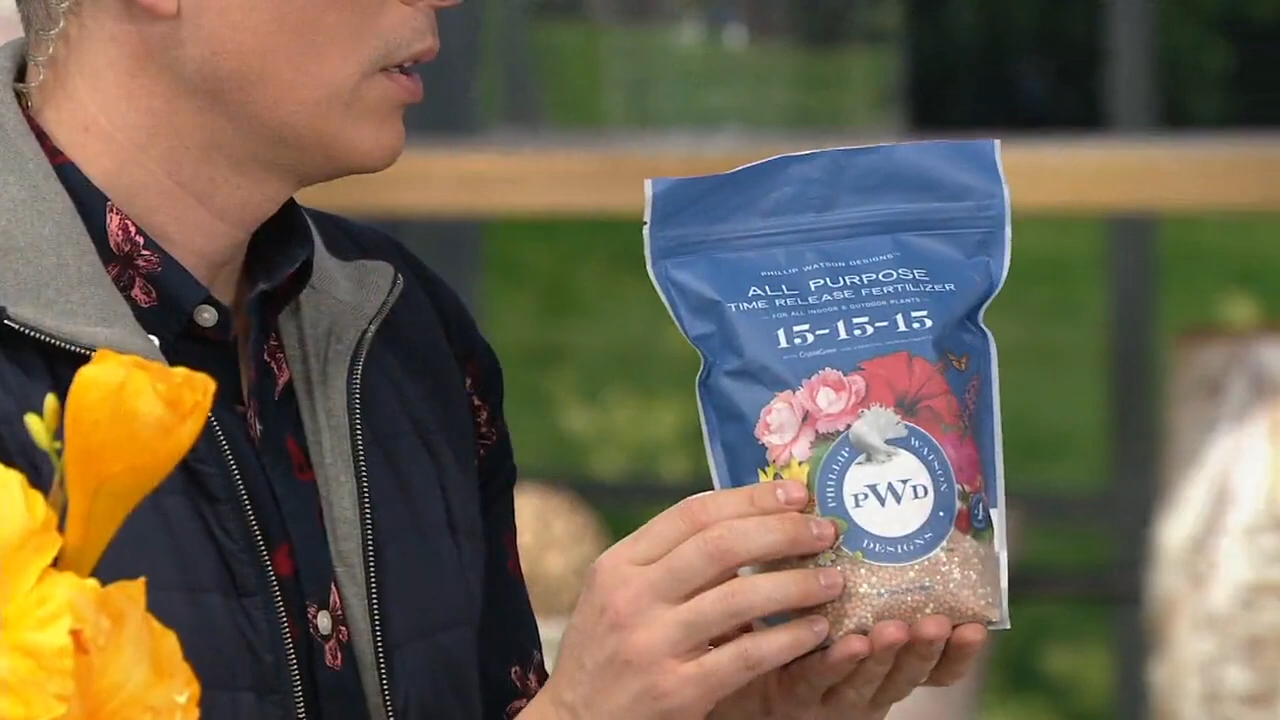 PHILLIP WATSON DESIGNS™
ALL PURPOSE
TIME RELEASE FERTILIZER
FOR ALL INDOOR & OUTDOOR PLANTS
15-15-15
PHILLIP WATSON
PWD
DESIGNS